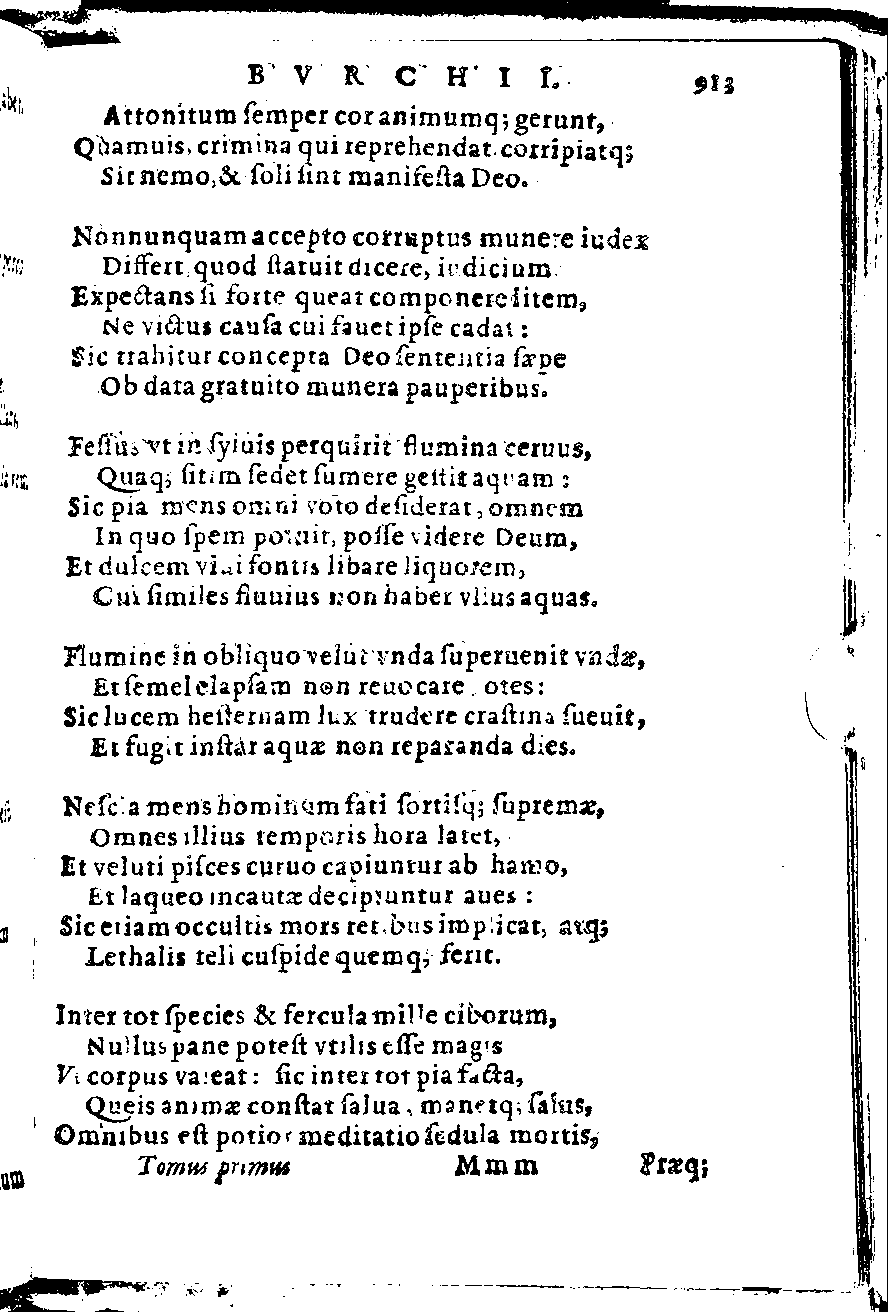 BVRCHII. 913
Attonitum ſemper cor animumq; gerunt,
Quamuis, crimina qui reprehendat corripiatq;
Sit nemo, & ſoli ſint manifeſta Deo.
Nonnunquam accepto corruptus munere iudex
Differt, quod ſtatuit dicere, iudicium.
Expectans ſi forte queat componere litem,
Ne victus cauſa cui fauet ipſe cadat:
Sic trahitur concepta Deo ſententia ſæpe
Ob data gratuito munera pauperibus.
Feſſus vt in ſyluis perquirit flumina ceruus,
Quaq; ſitim ſedet ſumere geſtit aquam:
Sic pia mens omni voto deſiderat, omnem
In quo ſpem poſuit, poſſe videre Deum,
Et dulcem viui fontis libare liquorem,
Cui ſimiles fluuius non haber vllus aquas.
Flumine in obliquo velut vnda ſuperuenit vndæ,
Et ſemel elapſam non reuocare potes:
Sic lucem heſternam lux trudere craſtina ſueuit,
Et fugit inſtar aquæ non reparanda dies.
Neſcia mens hominum fati ſortiſq; ſupremæ,
Omnes illius temporis hora latet,
Et veluti piſces curuo capiuntur ab hamo,
Et laqueo incautæ decipiuntur aues:
Sic etiam occultis mors retibus implicat, atq;
Lethalis teli cuſpide quemq; ferit.
Inter tot ſpecies & fercula mille ciborum,
Nullus pane poteſt vtilis eſſe magis
Vt corpus valeat: ſic inter tot pia facta,
Queis animæ conſtat ſalua, manetq; ſalus,
Omnibus eſt potior meditatio ſedula mortis,
Tomus primus Mmm Præq;